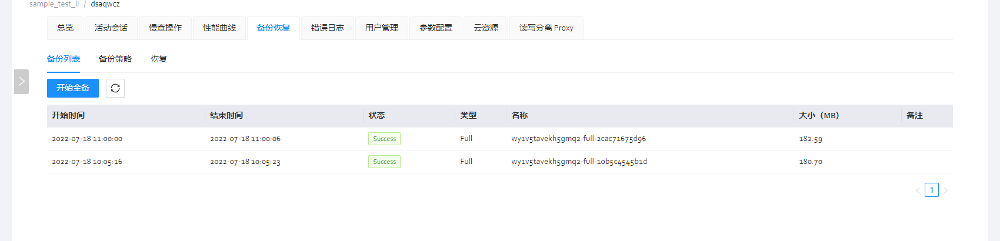 sample_test_ll / dsaqwcz
总览 活动会话 慢查操作 性能曲线 备份恢复 错误日志 用户管理 参数配置 云资源 读写分离 Proxy
备份列表 备份策略 恢复
开始全备
开始时间 结束时间 状态 类型 名称 大小（MB） 备注
2022-07-18 11:00:00 2022-07-18 11:00:06 Success Full wy1v5tavekh5gmq2-full-2cac71675d96 182.59
2022-07-18 10:05:16 2022-07-18 10:05:23 Success Full wy1v5tavekh5gmq2-full-10b5c4545b1d 180.70
1